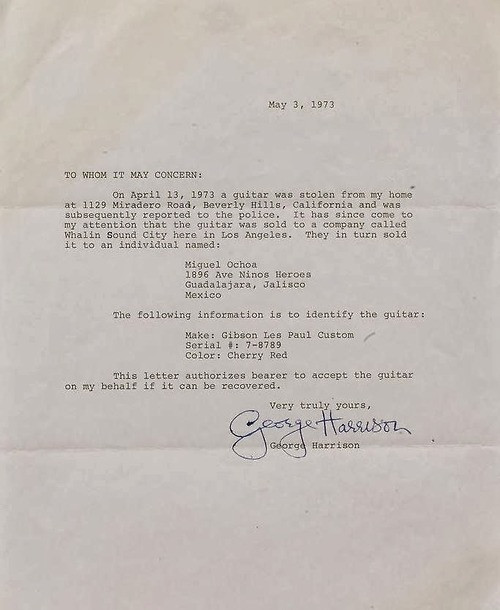 May 3, 1973
TO WHOM IT MAY CONCERN:
On April 13, 1973 a guitar was stolen from my home
at 1129 Miradero Road, Beverly Hills, California and was
subsequently reported to the police. It has since come to
my attention that the guitar was sold to a company called
Whalin Sound City here in Los Angeles. They in turn sold
it to an individual named:
Miguel Ochoa
1896 Ave Ninos Heroes
Guadalajara, Jalisco
Mexico
The following information is to identify the guitar:
Make: Gibson Les Paul Custom
Serial #: 7-8789
Color: Cherry Red
This letter authorizes bearer to accept the guitar
on my behalf if it can be recovered.
Very truly yours,
George Harrison
George Harrison